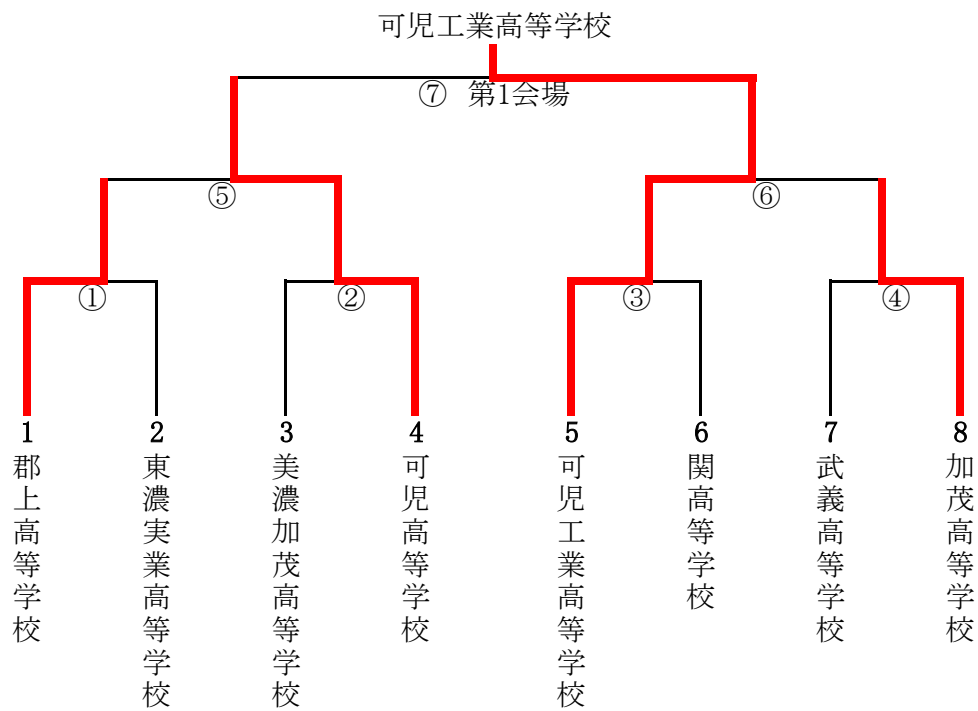 可児工業高等学校
⑦ 第1会場
⑤
⑥
①
②
③
④
1
2
3
4
5
6
7
8
郡上高等学校
東濃実業高等学校
美濃加茂高等学校
可児高等学校
可児工業高等学校
関高等学校
武義高等学校
加茂高等学校